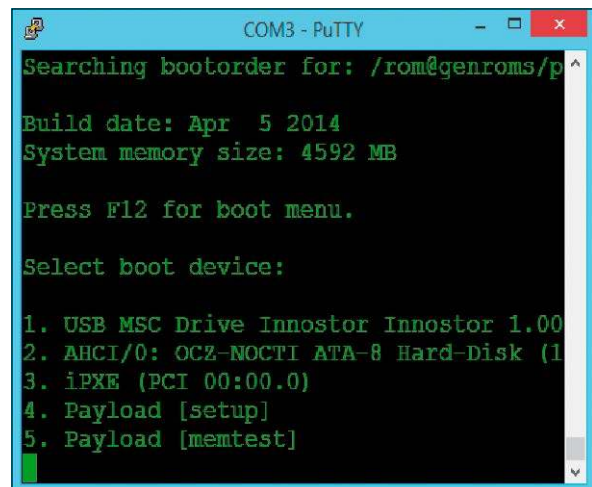 COM3 - PuTTY
Searching bootorder for: /rom@genroms/p
Build date: Apr  5 2014
System memory size: 4592 MB
Press F12 for boot menu.
Select boot device:
1. USB MSC Drive Innostor Innostor 1.00
2. AHCI/0: OCZ-NOCTI ATA-8 Hard-Disk (1
3. iPXE (PCI 00:00.0)
4. Payload [setup]
5. Payload [memtest]